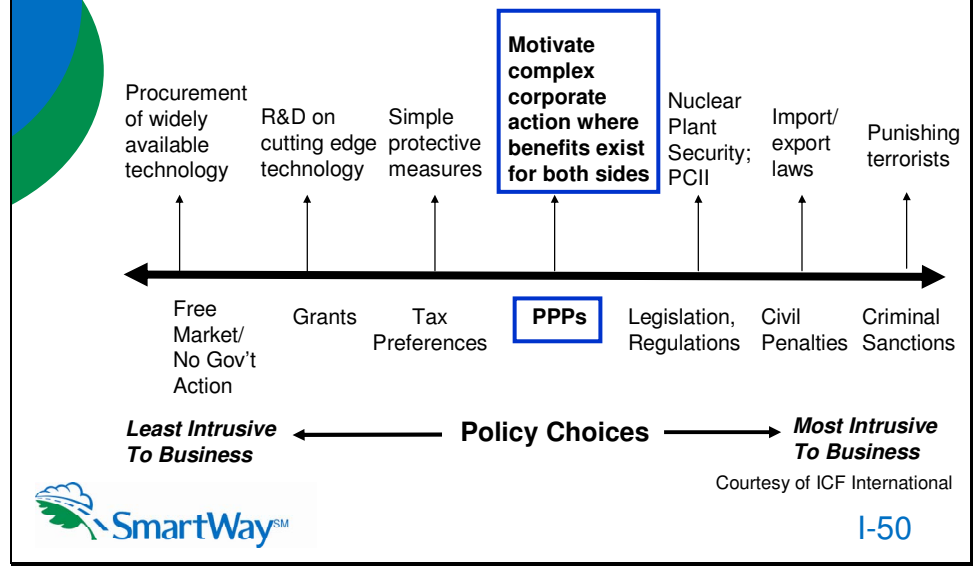 Procurement
of widely
available
technology
R&D on
cutting edge
technology
Simple
protective
measures
Motivate
complex
corporate
action where
benefits exist
for both sides
Nuclear
Plant
Security;
PCII
Import/
export
laws
Punishing
terrorists
Free
Market/
No Gov't
Action
Grants
Tax
Preferences
PPPs
Legislation,
Regulations
Civil
Penalties
Criminal
Sanctions
Least Intrusive
To Business
Policy Choices
Most Intrusive
To Business
Courtesy of ICF International
SmartWay℠
I-50